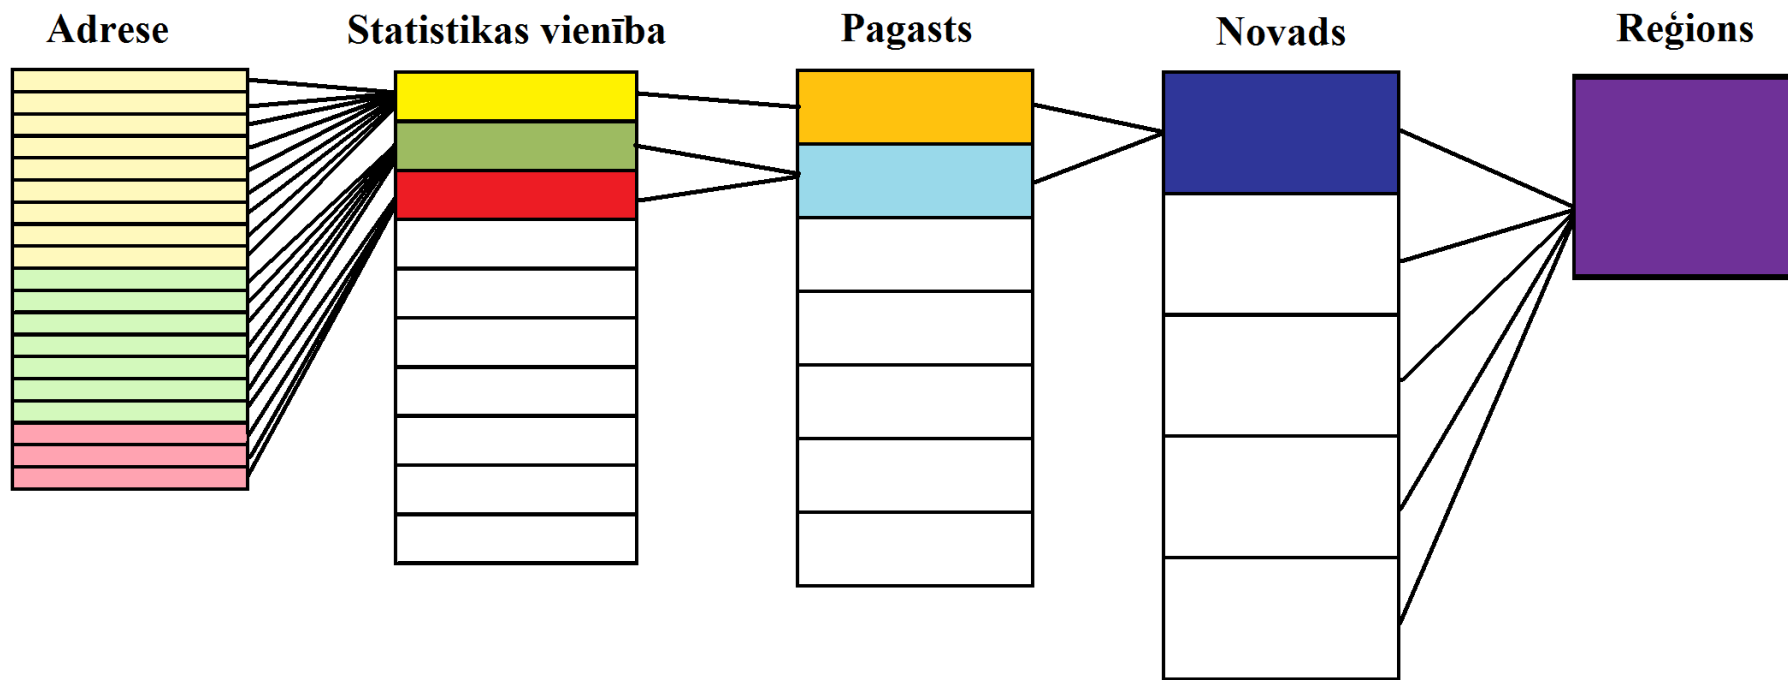 Adrese
Statistikas vienība
Pagasts
Novads
Reģions